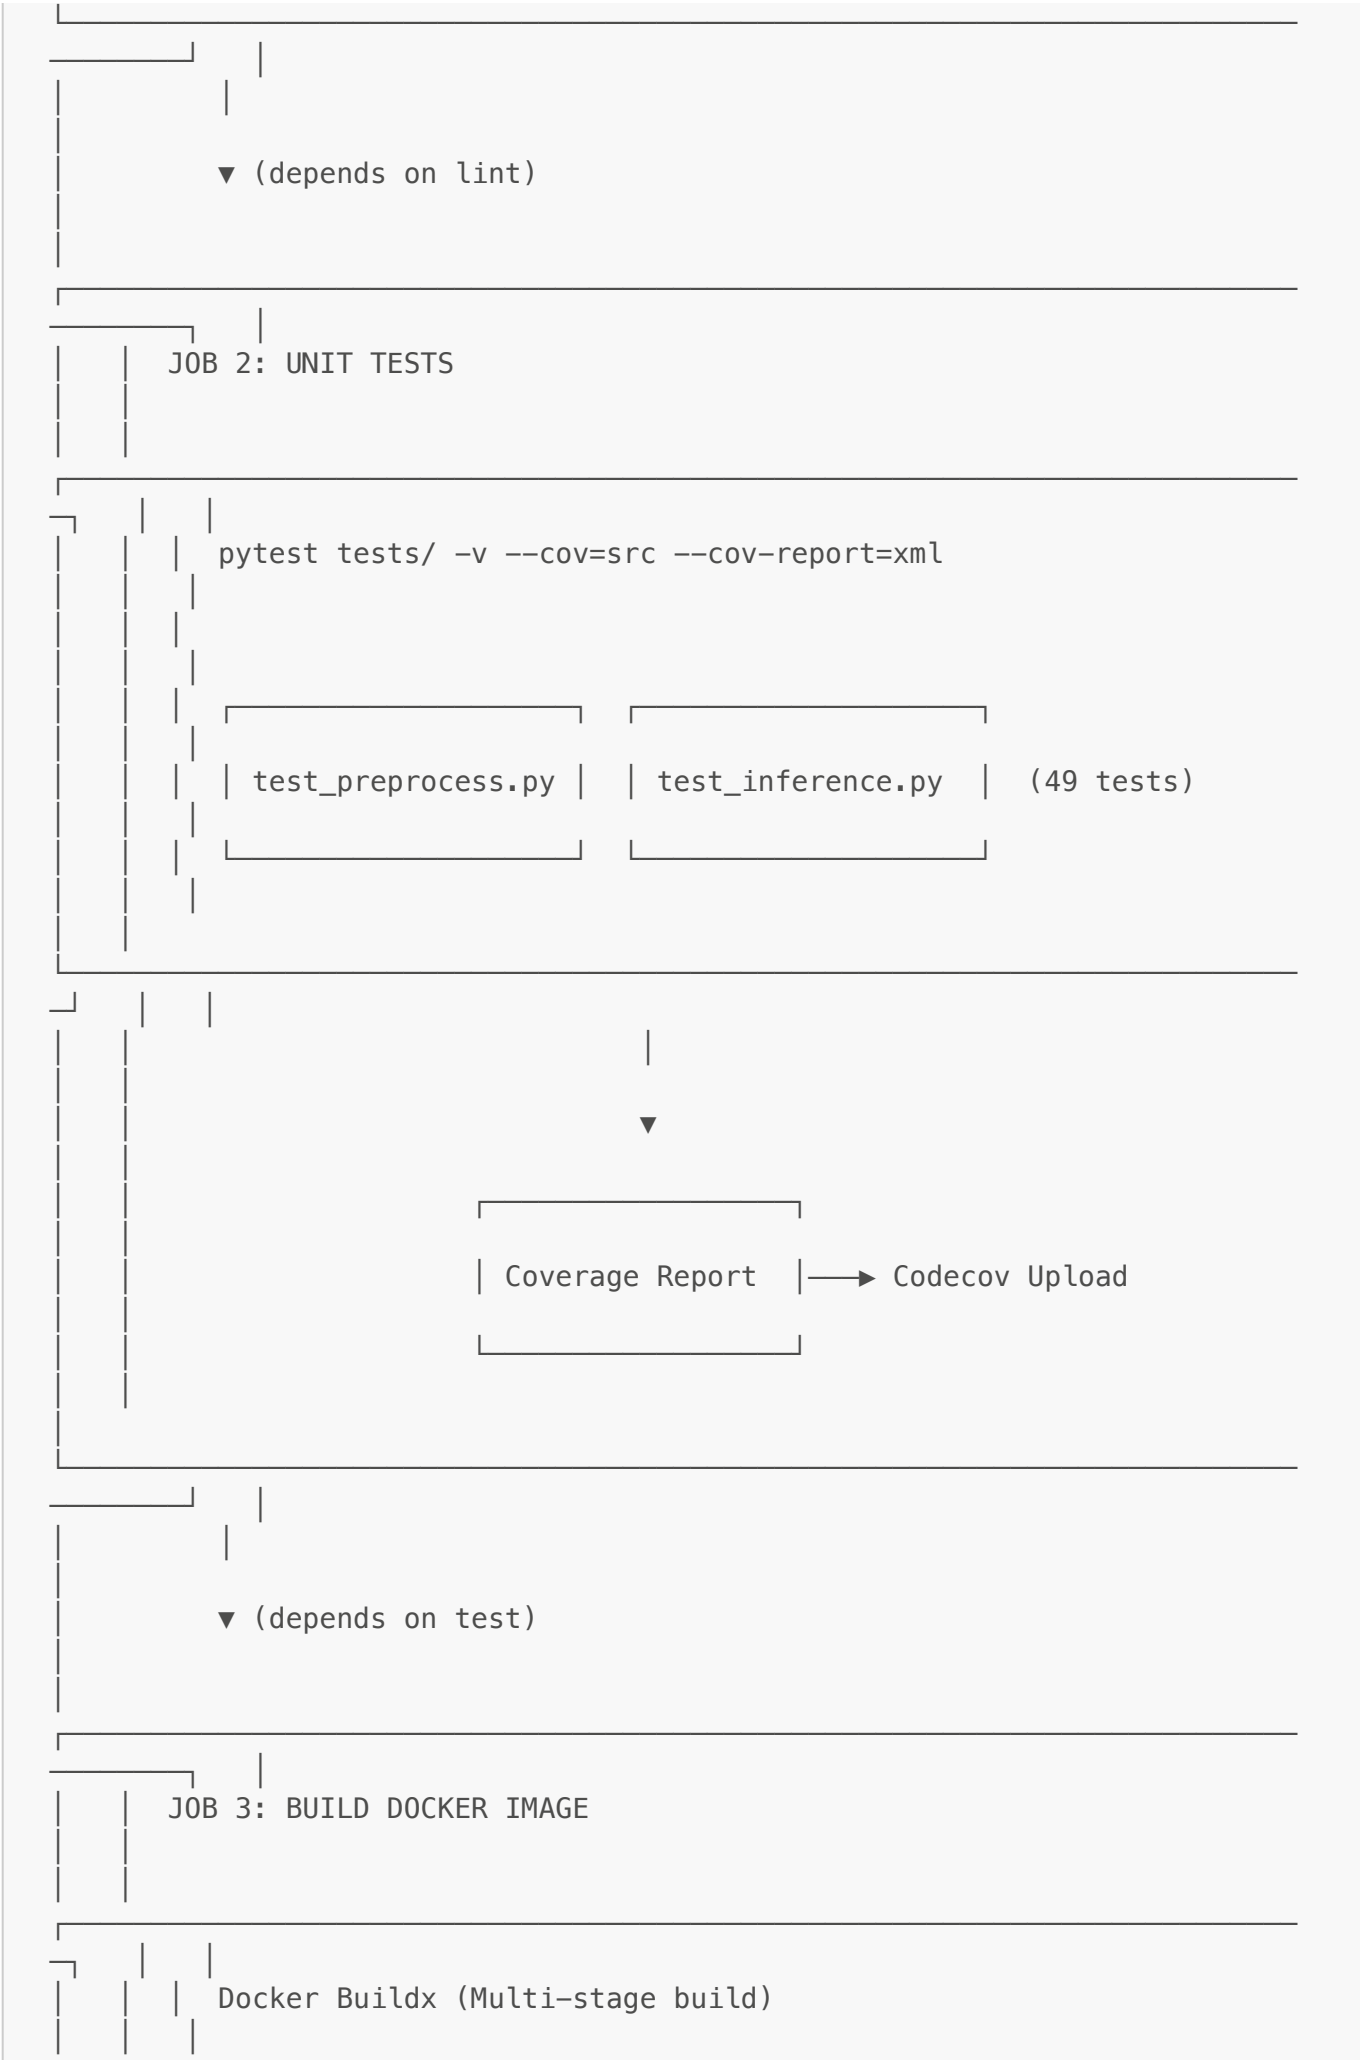 ▼ (depends on lint)
JOB 2: UNIT TESTS
pytest tests/ -v --cov=src --cov-report=xml
test_preprocess.py test_inference.py (49 tests)
▼
Coverage Report ──▶ Codecov Upload
▼ (depends on test)
JOB 3: BUILD DOCKER IMAGE
Docker Buildx (Multi-stage build)